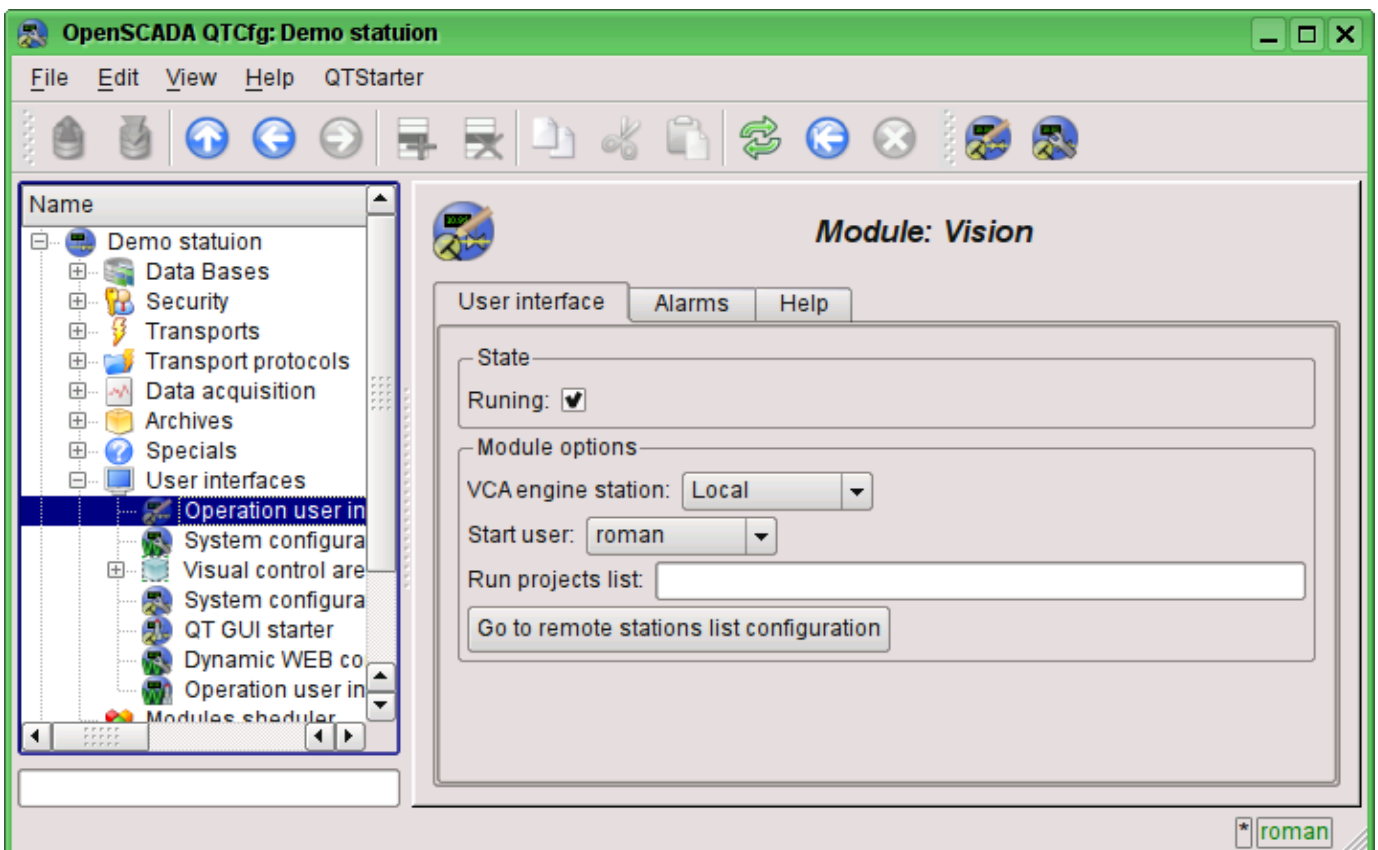 OpenSCADA QTCfg: Demo statuion
File Edit View Help QTStarter
Name
Demo statuion
Data Bases
Security
Transports
Transport protocols
Data acquisition
Archives
Specials
User interfaces
Operation user in
System configura
Visual control are
System configura
QT GUI starter
Dynamic WEB co
Operation user in
Modules sheduler
Module: Vision
User interface Alarms Help
State
Runing:
Module options
VCA engine station: Local
Start user: roman
Run projects list:
Go to remote stations list configuration
* roman